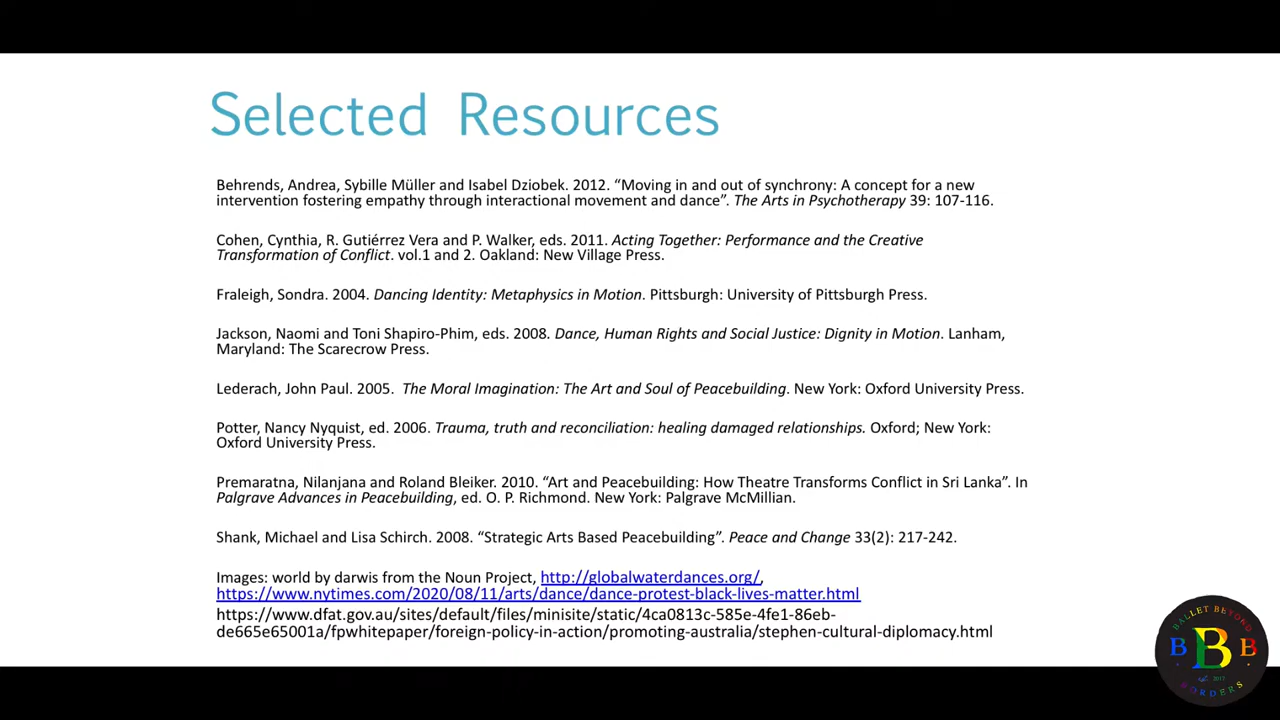 Selected Resources
Behrends, Andrea, Sybille Müller and Isabel Dziobek. 2012. “Moving in and out of synchrony: A concept for a new
intervention fostering empathy through interactional movement and dance”. The Arts in Psychotherapy 39: 107-116.
Cohen, Cynthia, R. Gutiérrez Vera and P. Walker, eds. 2011. Acting Together: Performance and the Creative
Transformation of Conflict. vol.1 and 2. Oakland: New Village Press.
Fraleigh, Sondra. 2004. Dancing Identity: Metaphysics in Motion. Pittsburgh: University of Pittsburgh Press.
Jackson, Naomi and Toni Shapiro-Phim, eds. 2008. Dance, Human Rights and Social Justice: Dignity in Motion. Lanham,
Maryland: The Scarecrow Press.
Lederach, John Paul. 2005. The Moral Imagination: The Art and Soul of Peacebuilding. New York: Oxford University Press.
Potter, Nancy Nyquist, ed. 2006. Trauma, truth and reconciliation: healing damaged relationships. Oxford; New York:
Oxford University Press.
Premaratna, Nilanjana and Roland Bleiker. 2010. “Art and Peacebuilding: How Theatre Transforms Conflict in Sri Lanka”. In
Palgrave Advances in Peacebuilding, ed. O. P. Richmond. New York: Palgrave McMillian.
Shank, Michael and Lisa Schirch. 2008. “Strategic Arts Based Peacebuilding”. Peace and Change 33(2): 217-242.
Images: world by darwis from the Noun Project, http://globalwaterdances.org/,
https://www.nytimes.com/2020/08/11/arts/dance/dance-protest-black-lives-matter.html
https://www.dfat.gov.au/sites/default/files/minisite/static/4ca0813c-585e-4fe1-86eb-
de665e65001a/fpwhitepaper/foreign-policy-in-action/promoting-australia/stephen-cultural-diplomacy.html
BALLET BEYOND
B B B
est. 2017
BORDERS